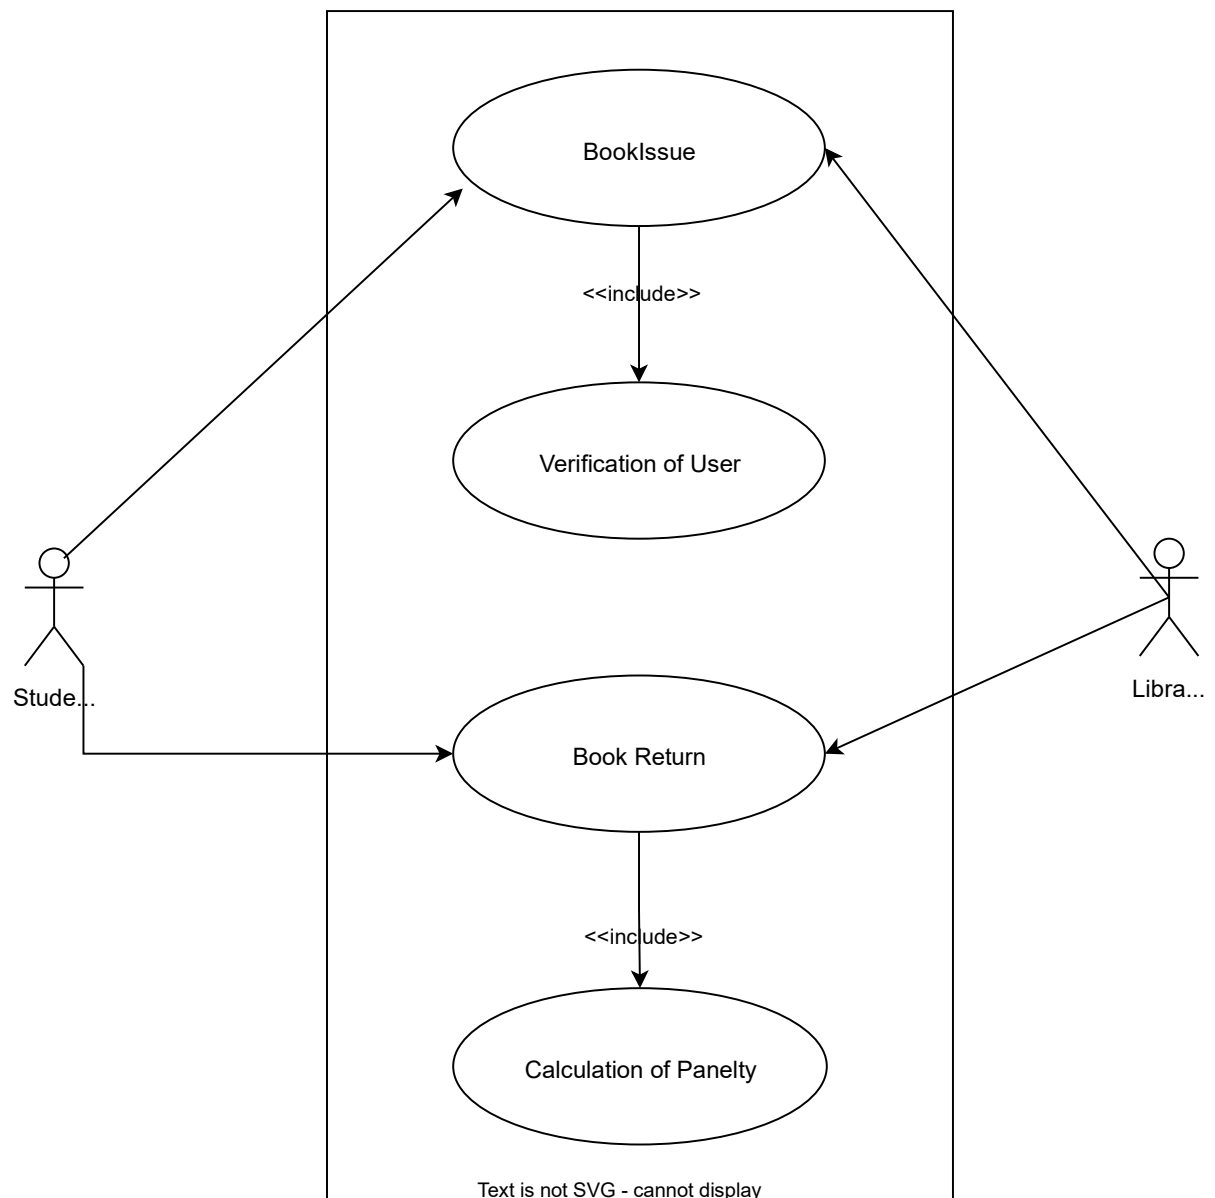 BookIssue
<<include>>
Verification of User
Stude...
Libra...
Book Return
<<include>>
Calculation of Panelty
Text is not SVG - cannot display